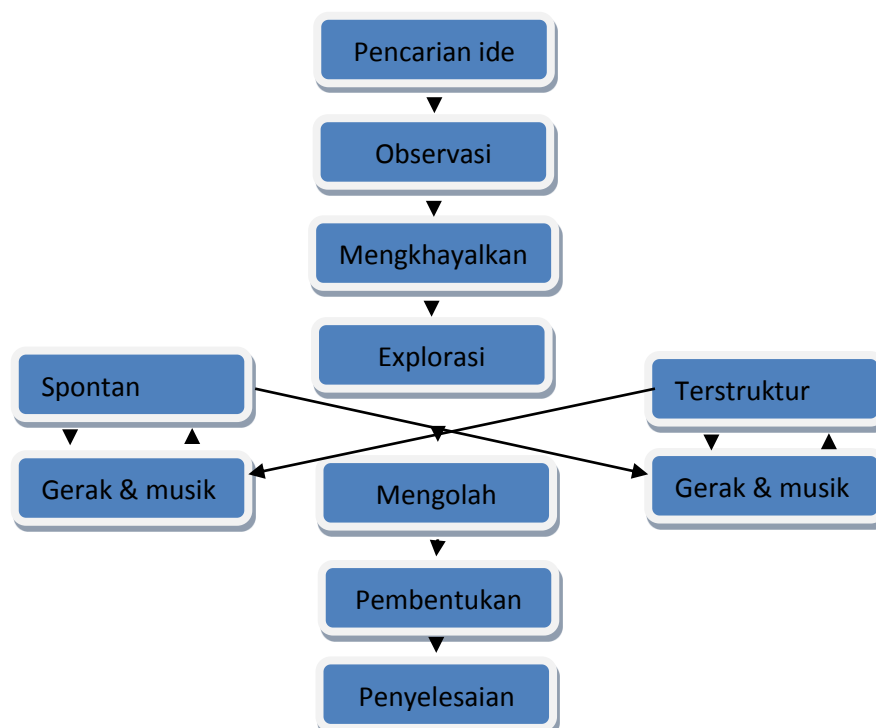 Pencarian ide
Observasi
Mengkhayalkan
Explorasi
Spontan
Terstruktur
Gerak & musik
Mengolah
Gerak & musik
Pembentukan
Penyelesaian